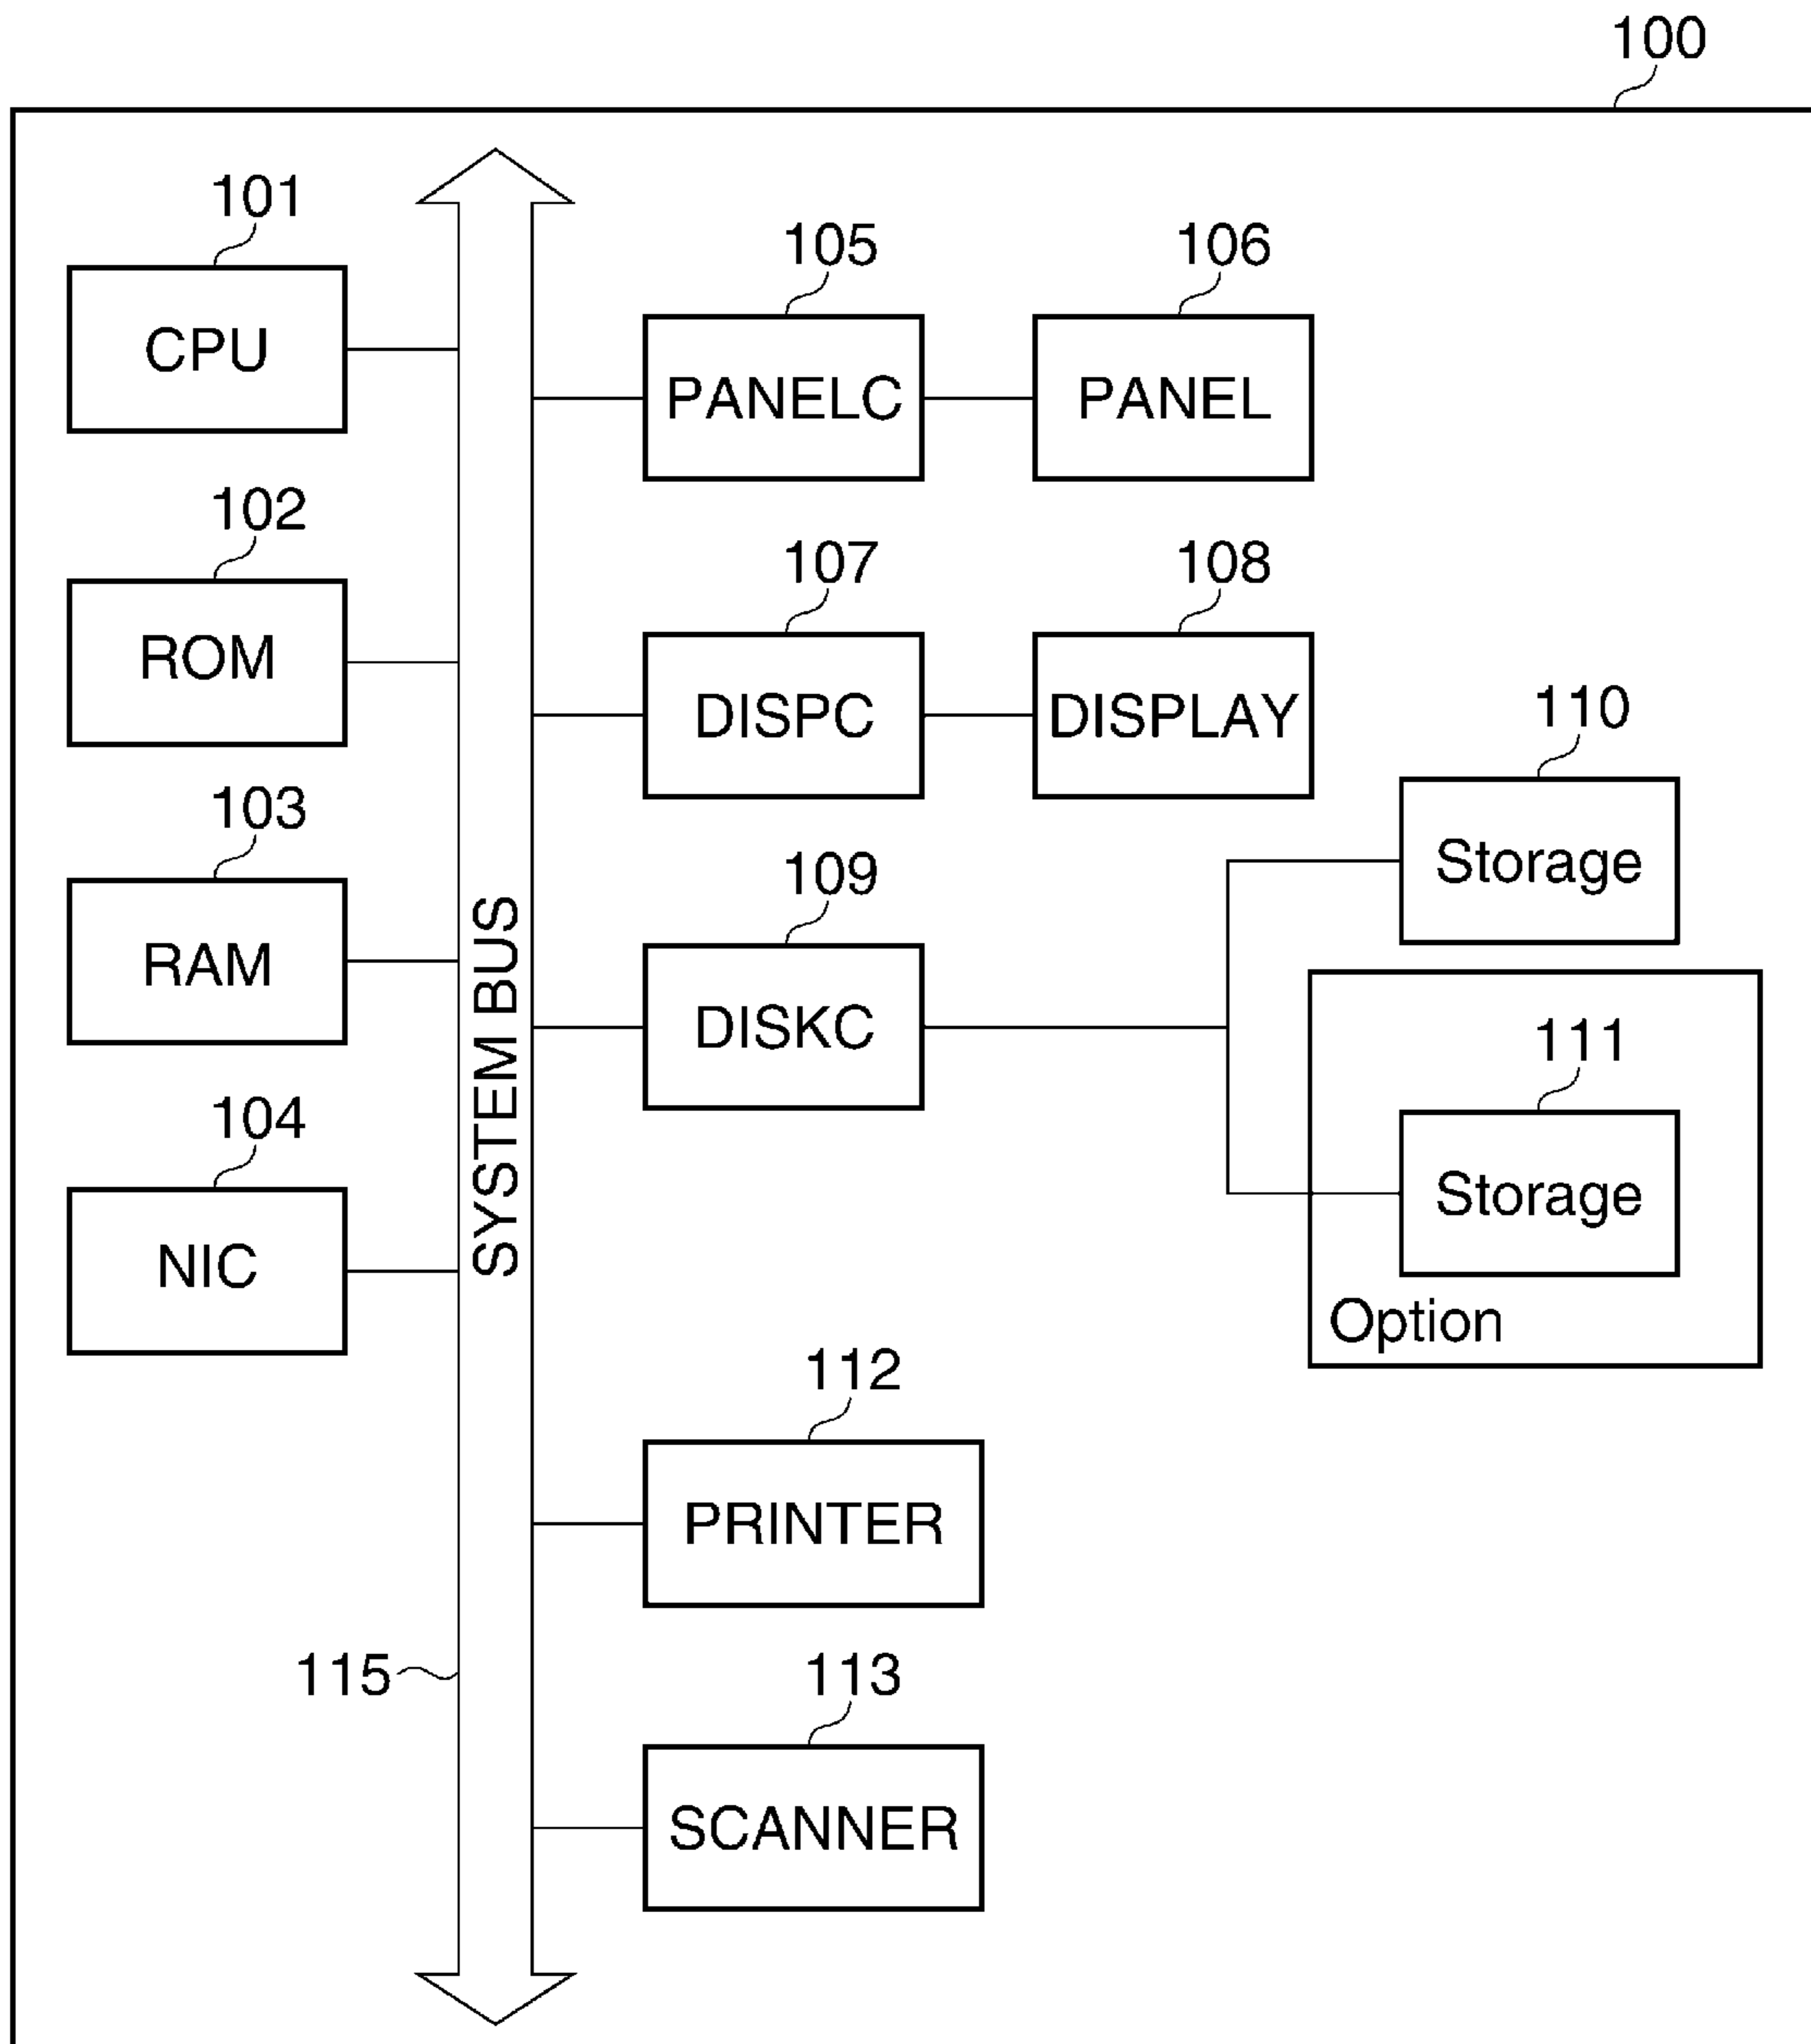 100
101
CPU
102
ROM
103
RAM
104
NIC
SYSTEM BUS
115
105
PANELC
106
PANEL
107
DISPC
108
DISPLAY
109
DISKC
110
Storage
111
Storage
Option
112
PRINTER
113
SCANNER